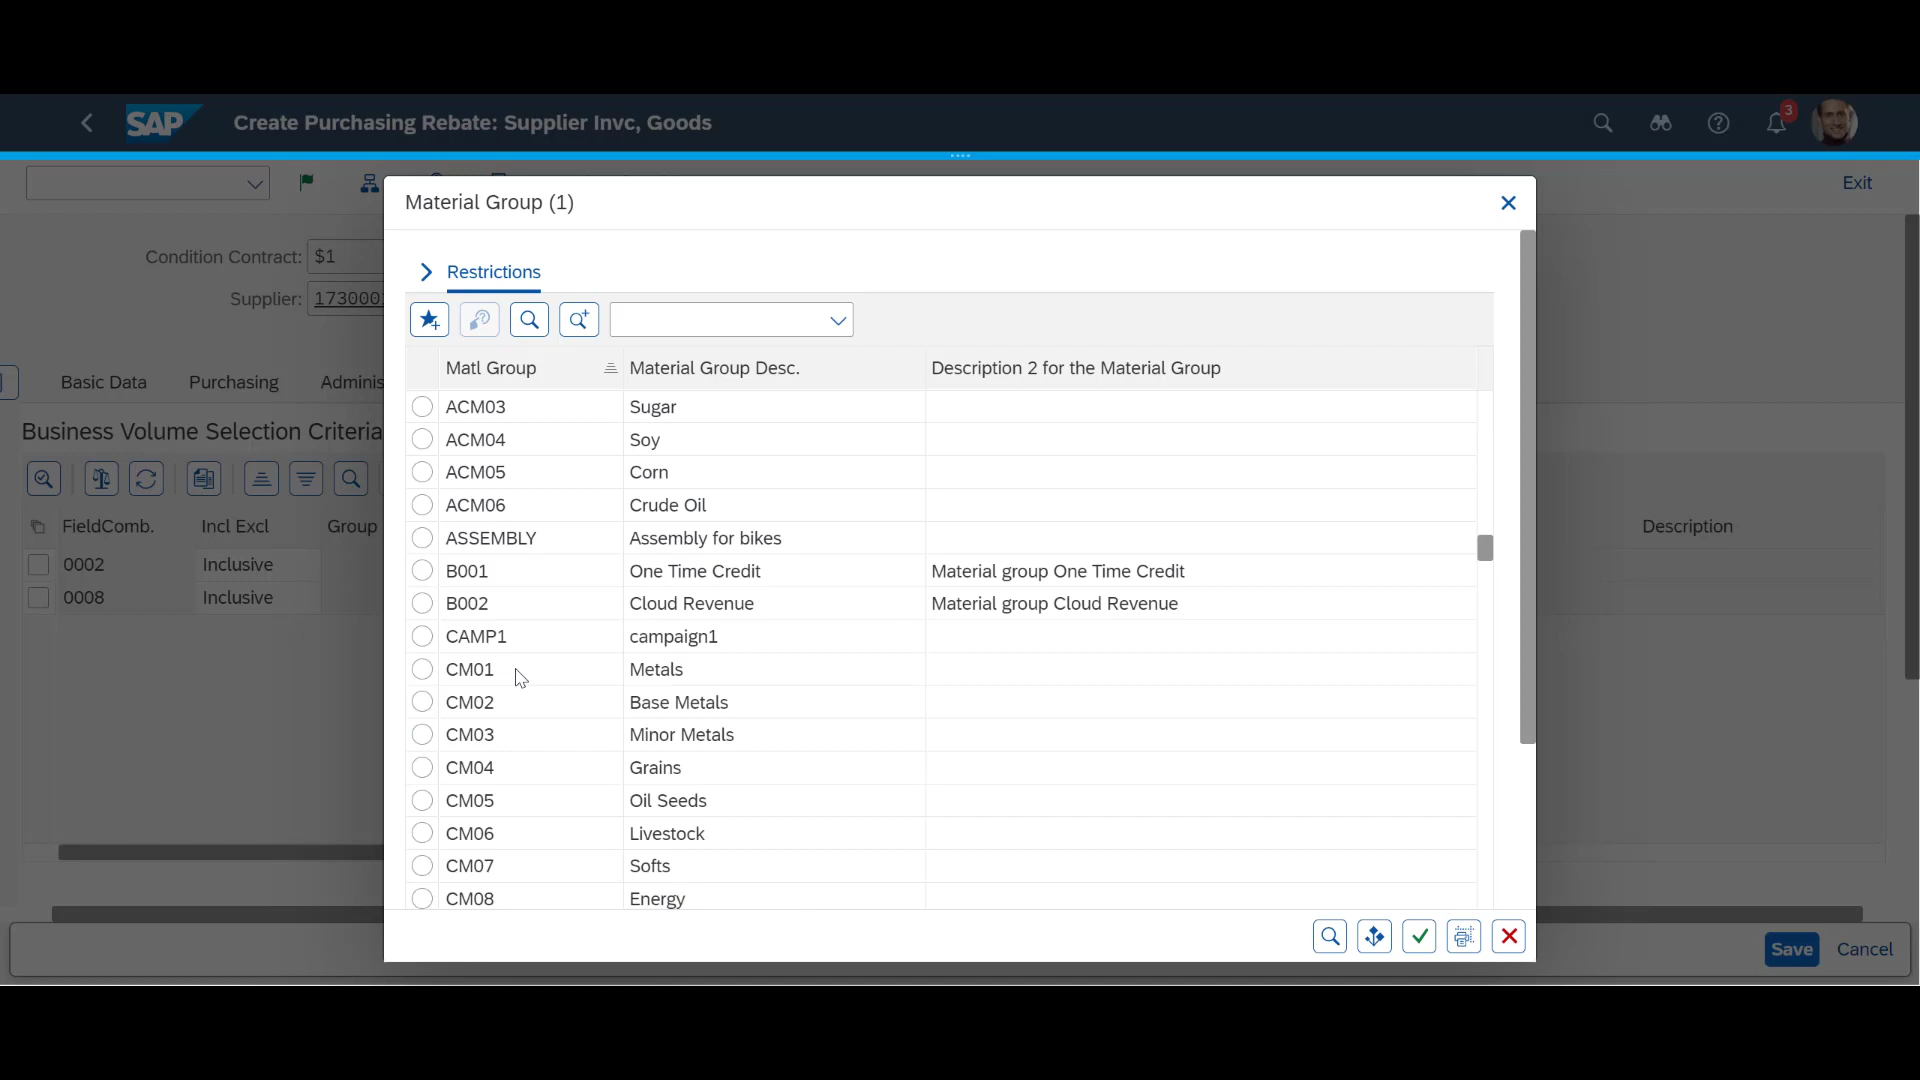 SAP Create Purchasing Rebate: Supplier Invc, Goods 3
Exit
Material Group (1)
Condition Contract: $1
Supplier: 173000
Restrictions
Basic Data Purchasing Adminis
Matl Group Material Group Desc. Description 2 for the Material Group
ACM03 Sugar
Business Volume Selection Criteria
ACM04 Soy
ACM05 Corn
ACM06 Crude Oil
FieldComb. Incl Excl Group Description
ASSEMBLY Assembly for bikes
0002 Inclusive
B001 One Time Credit Material group One Time Credit
0008 Inclusive
B002 Cloud Revenue Material group Cloud Revenue
CAMP1 campaign1
CM01 Metals
CM02 Base Metals
CM03 Minor Metals
CM04 Grains
CM05 Oil Seeds
CM06 Livestock
CM07 Softs
CM08 Energy
Save Cancel